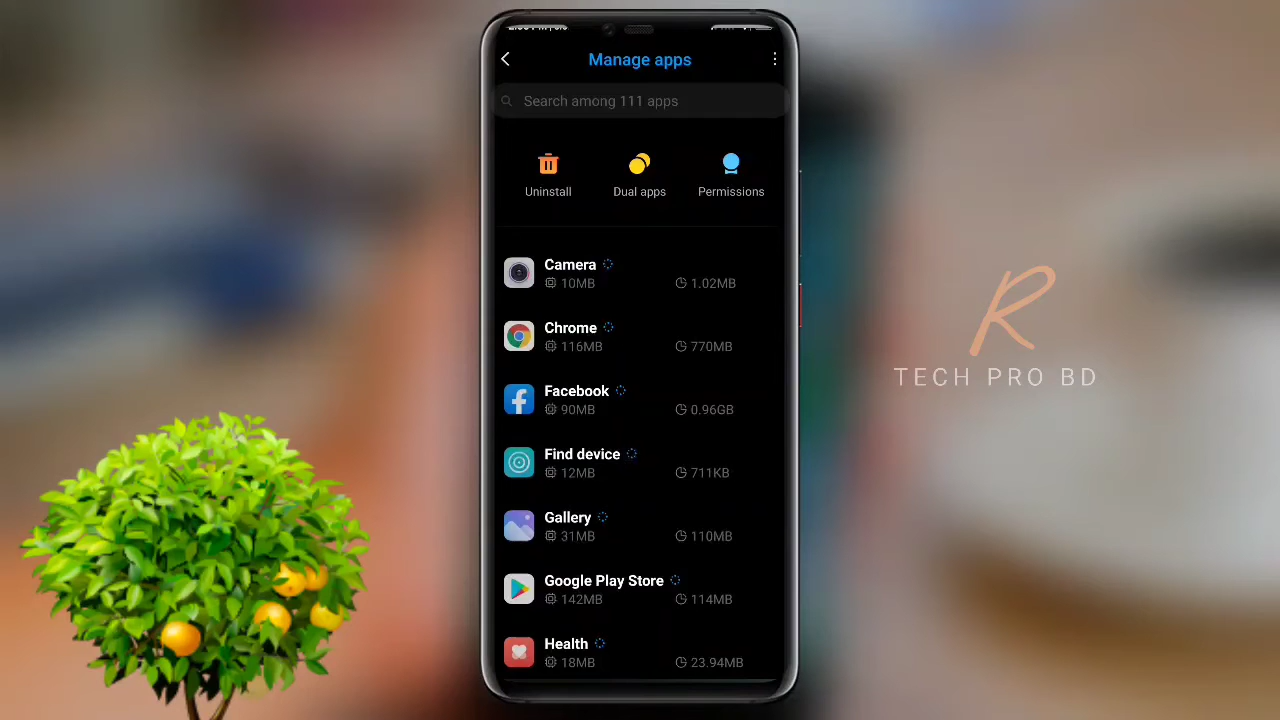 Manage apps
Search among 111 apps
Uninstall
Dual apps
Permissions
Camera
10MB
1.02MB
Chrome
116MB
770MB
Facebook
90MB
0.96GB
Find device
12MB
711KB
Gallery
31MB
110MB
Google Play Store
142MB
114MB
Health
18MB
23.94MB
R
TECH PRO BD